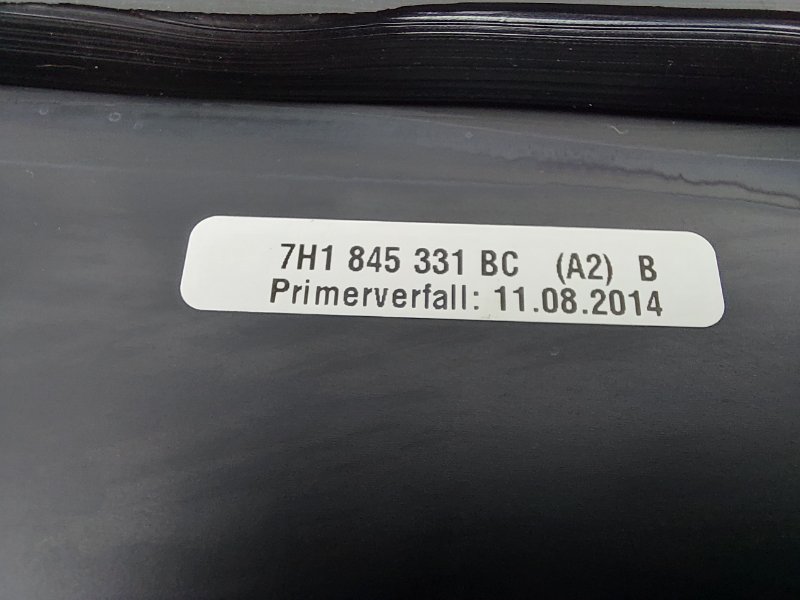 7H1 845 331 BC (A2) B
Primerverfall: 11.08.2014